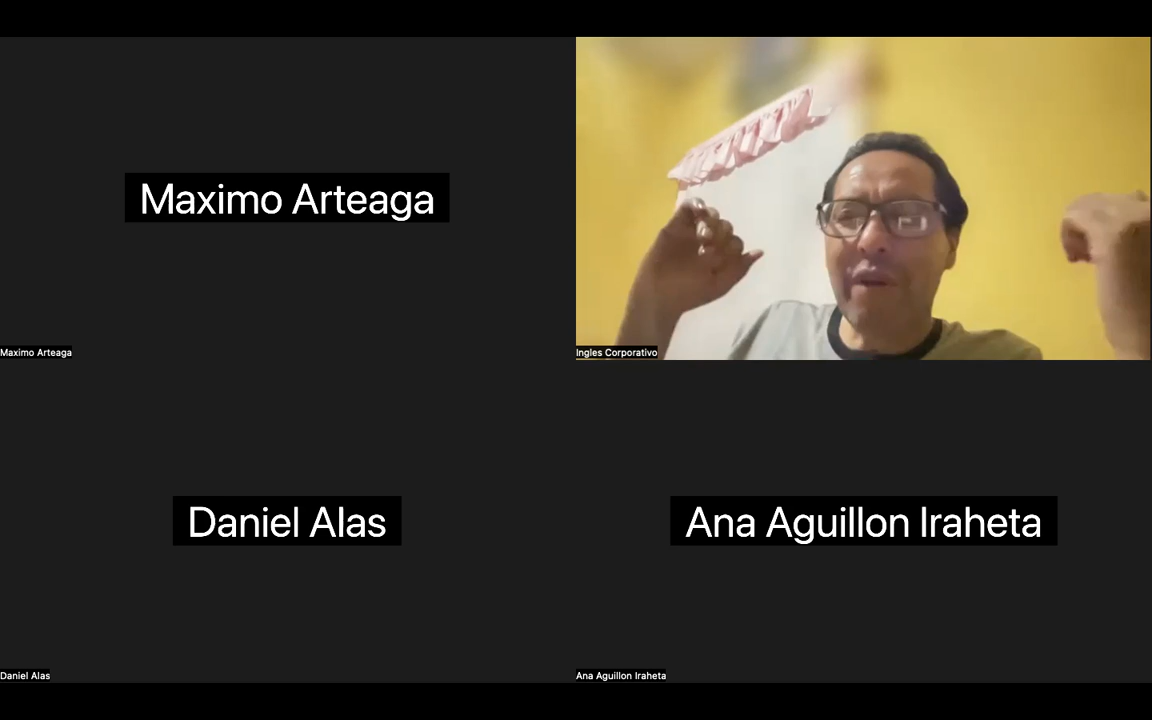 Maximo Arteaga
Maximo Arteaga
Ingles Corporativo
Daniel Alas
Ana Aguillon Iraheta
Daniel Alas
Ana Aguillon Iraheta